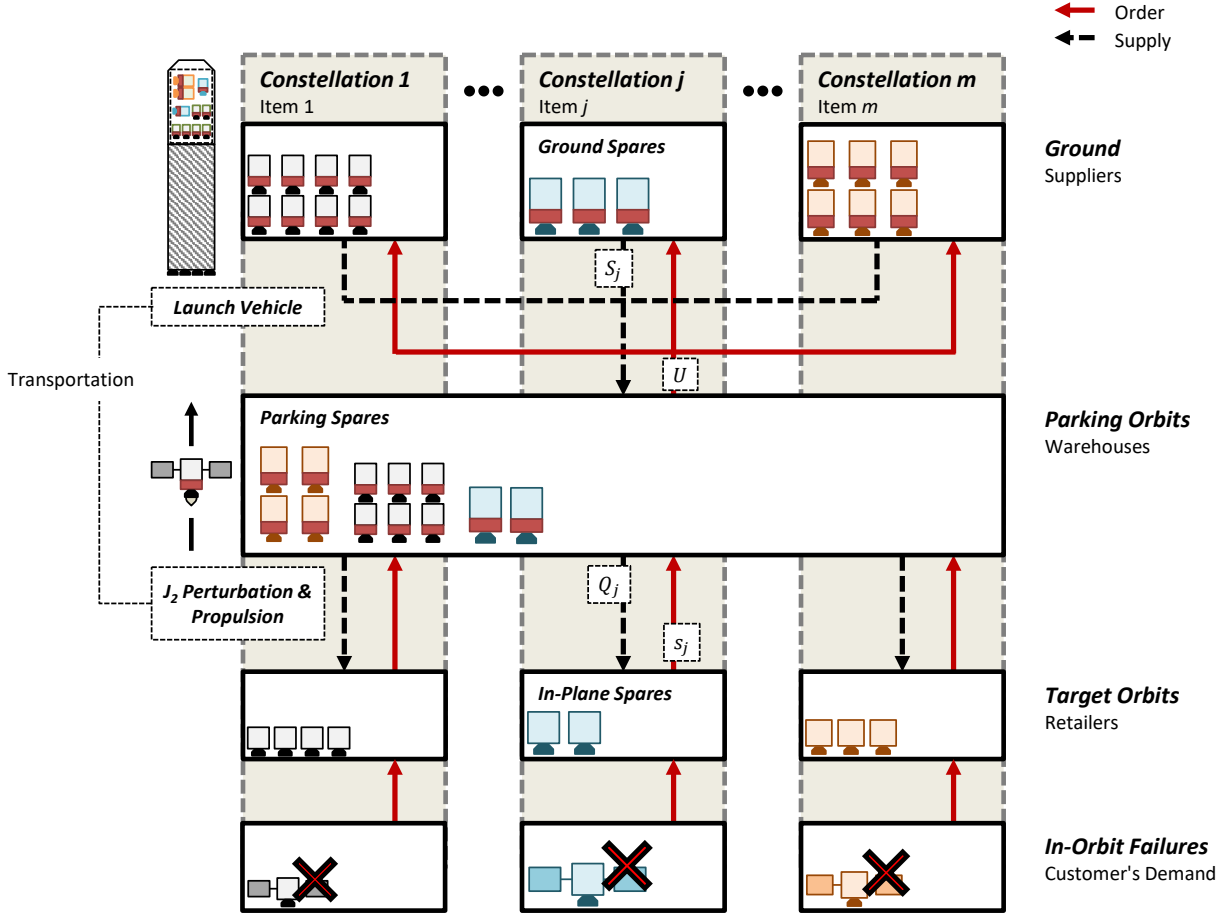 Order
Supply
Constellation 1
Item 1
•••
Constellation j
Item j
•••
Constellation m
Item m
Ground Spares
Ground
Suppliers
S_j
Launch Vehicle
Transportation
U
Parking Spares
Parking Orbits
Warehouses
J_2 Perturbation &
Propulsion
Q_j
s_j
In-Plane Spares
Target Orbits
Retailers
In-Orbit Failures
Customer's Demand